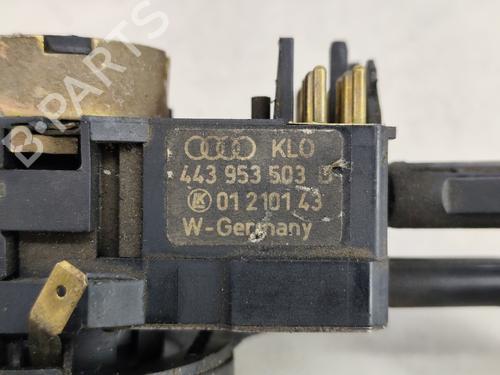 B-PARTS
KLO
443 953 503
01 2101 43
W-Germany